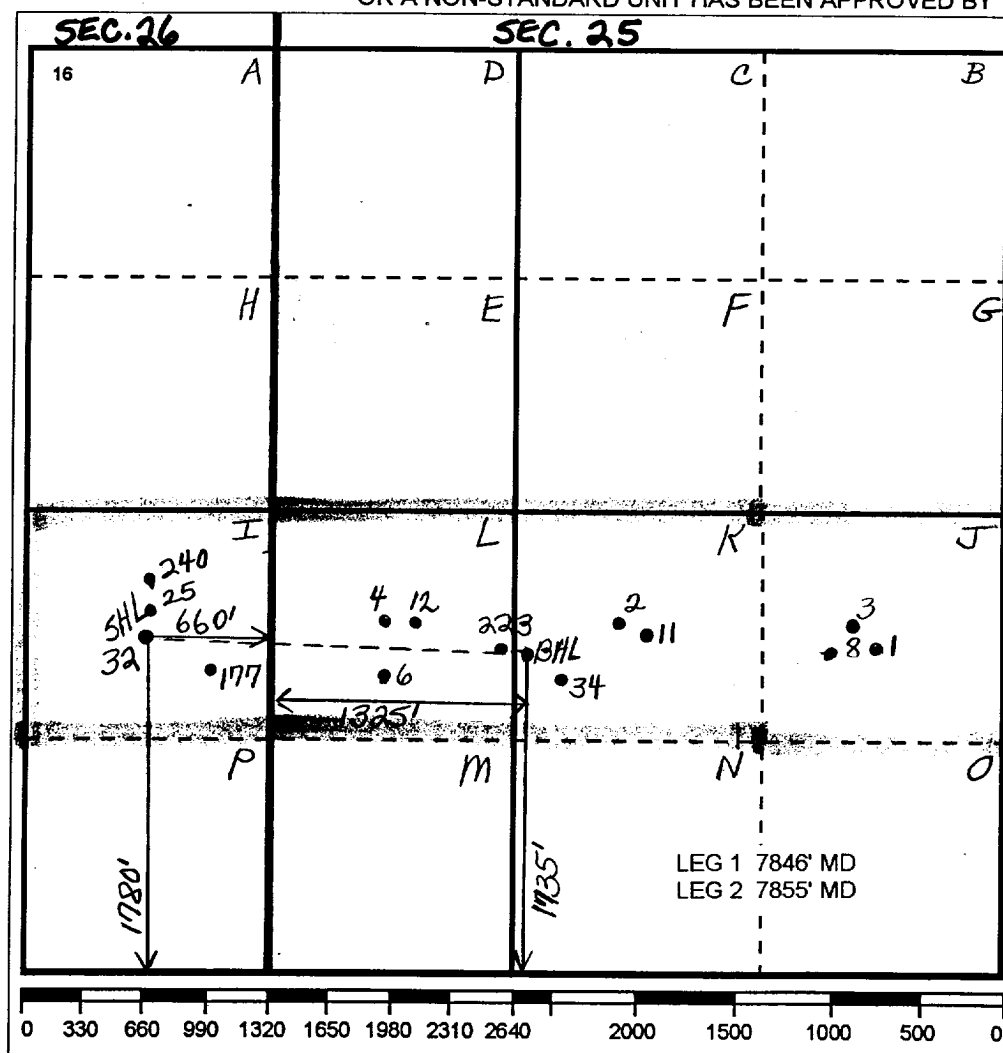 OR A NON-STANDARD UNIT HAS BEEN APPROVED BY
SEC. 26 SEC. 25
16 A D C B
H E F G
I L K J
240
25
SHL 660'
32
177
4 12
223
6
BHL
2
11
34
3
8 1
1325'
P M N O
1780'
1735'
LEG 1 7846' MD
LEG 2 7855' MD
0 330 660 990 1320 1650 1980 2310 2640 2000 1500 1000 500 0